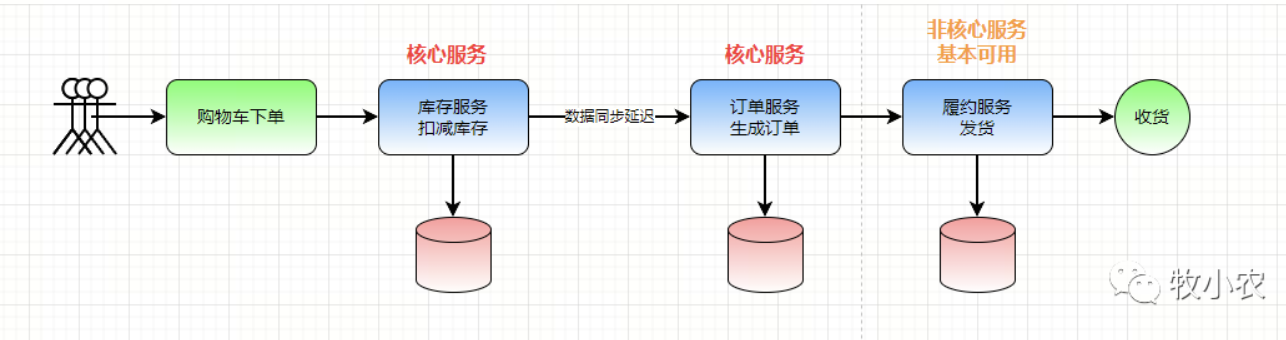 核心服务
核心服务
非核心服务
基本可用
购物车下单
库存服务
扣减库存
数据同步延迟
订单服务
生成订单
履约服务
发货
收货
牧小农